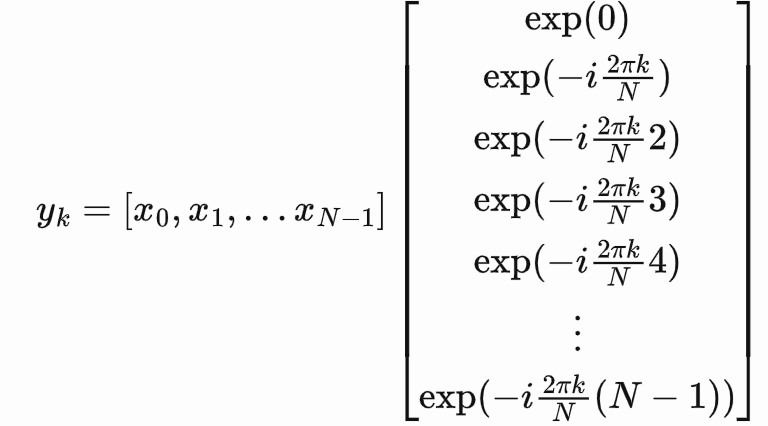 exp(0)
exp(−i 2πk/N)
exp(−i 2πk/N 2)
exp(−i 2πk/N 3)
y_k = [x_0, x_1, … x_{N−1}]
exp(−i 2πk/N 4)
⋮
exp(−i 2πk/N (N − 1))